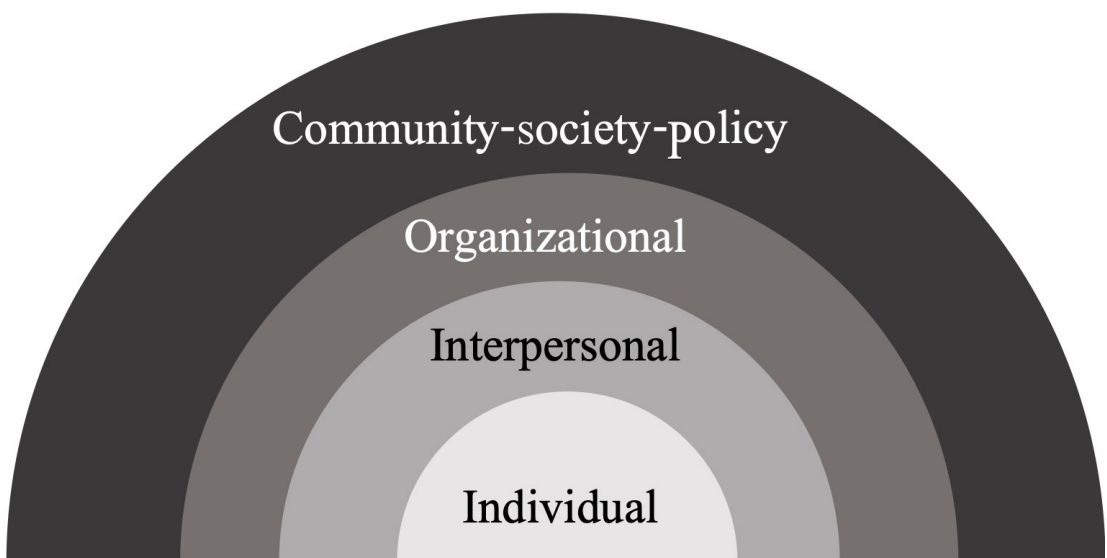 Community-society-policy
Organizational
Interpersonal
Individual